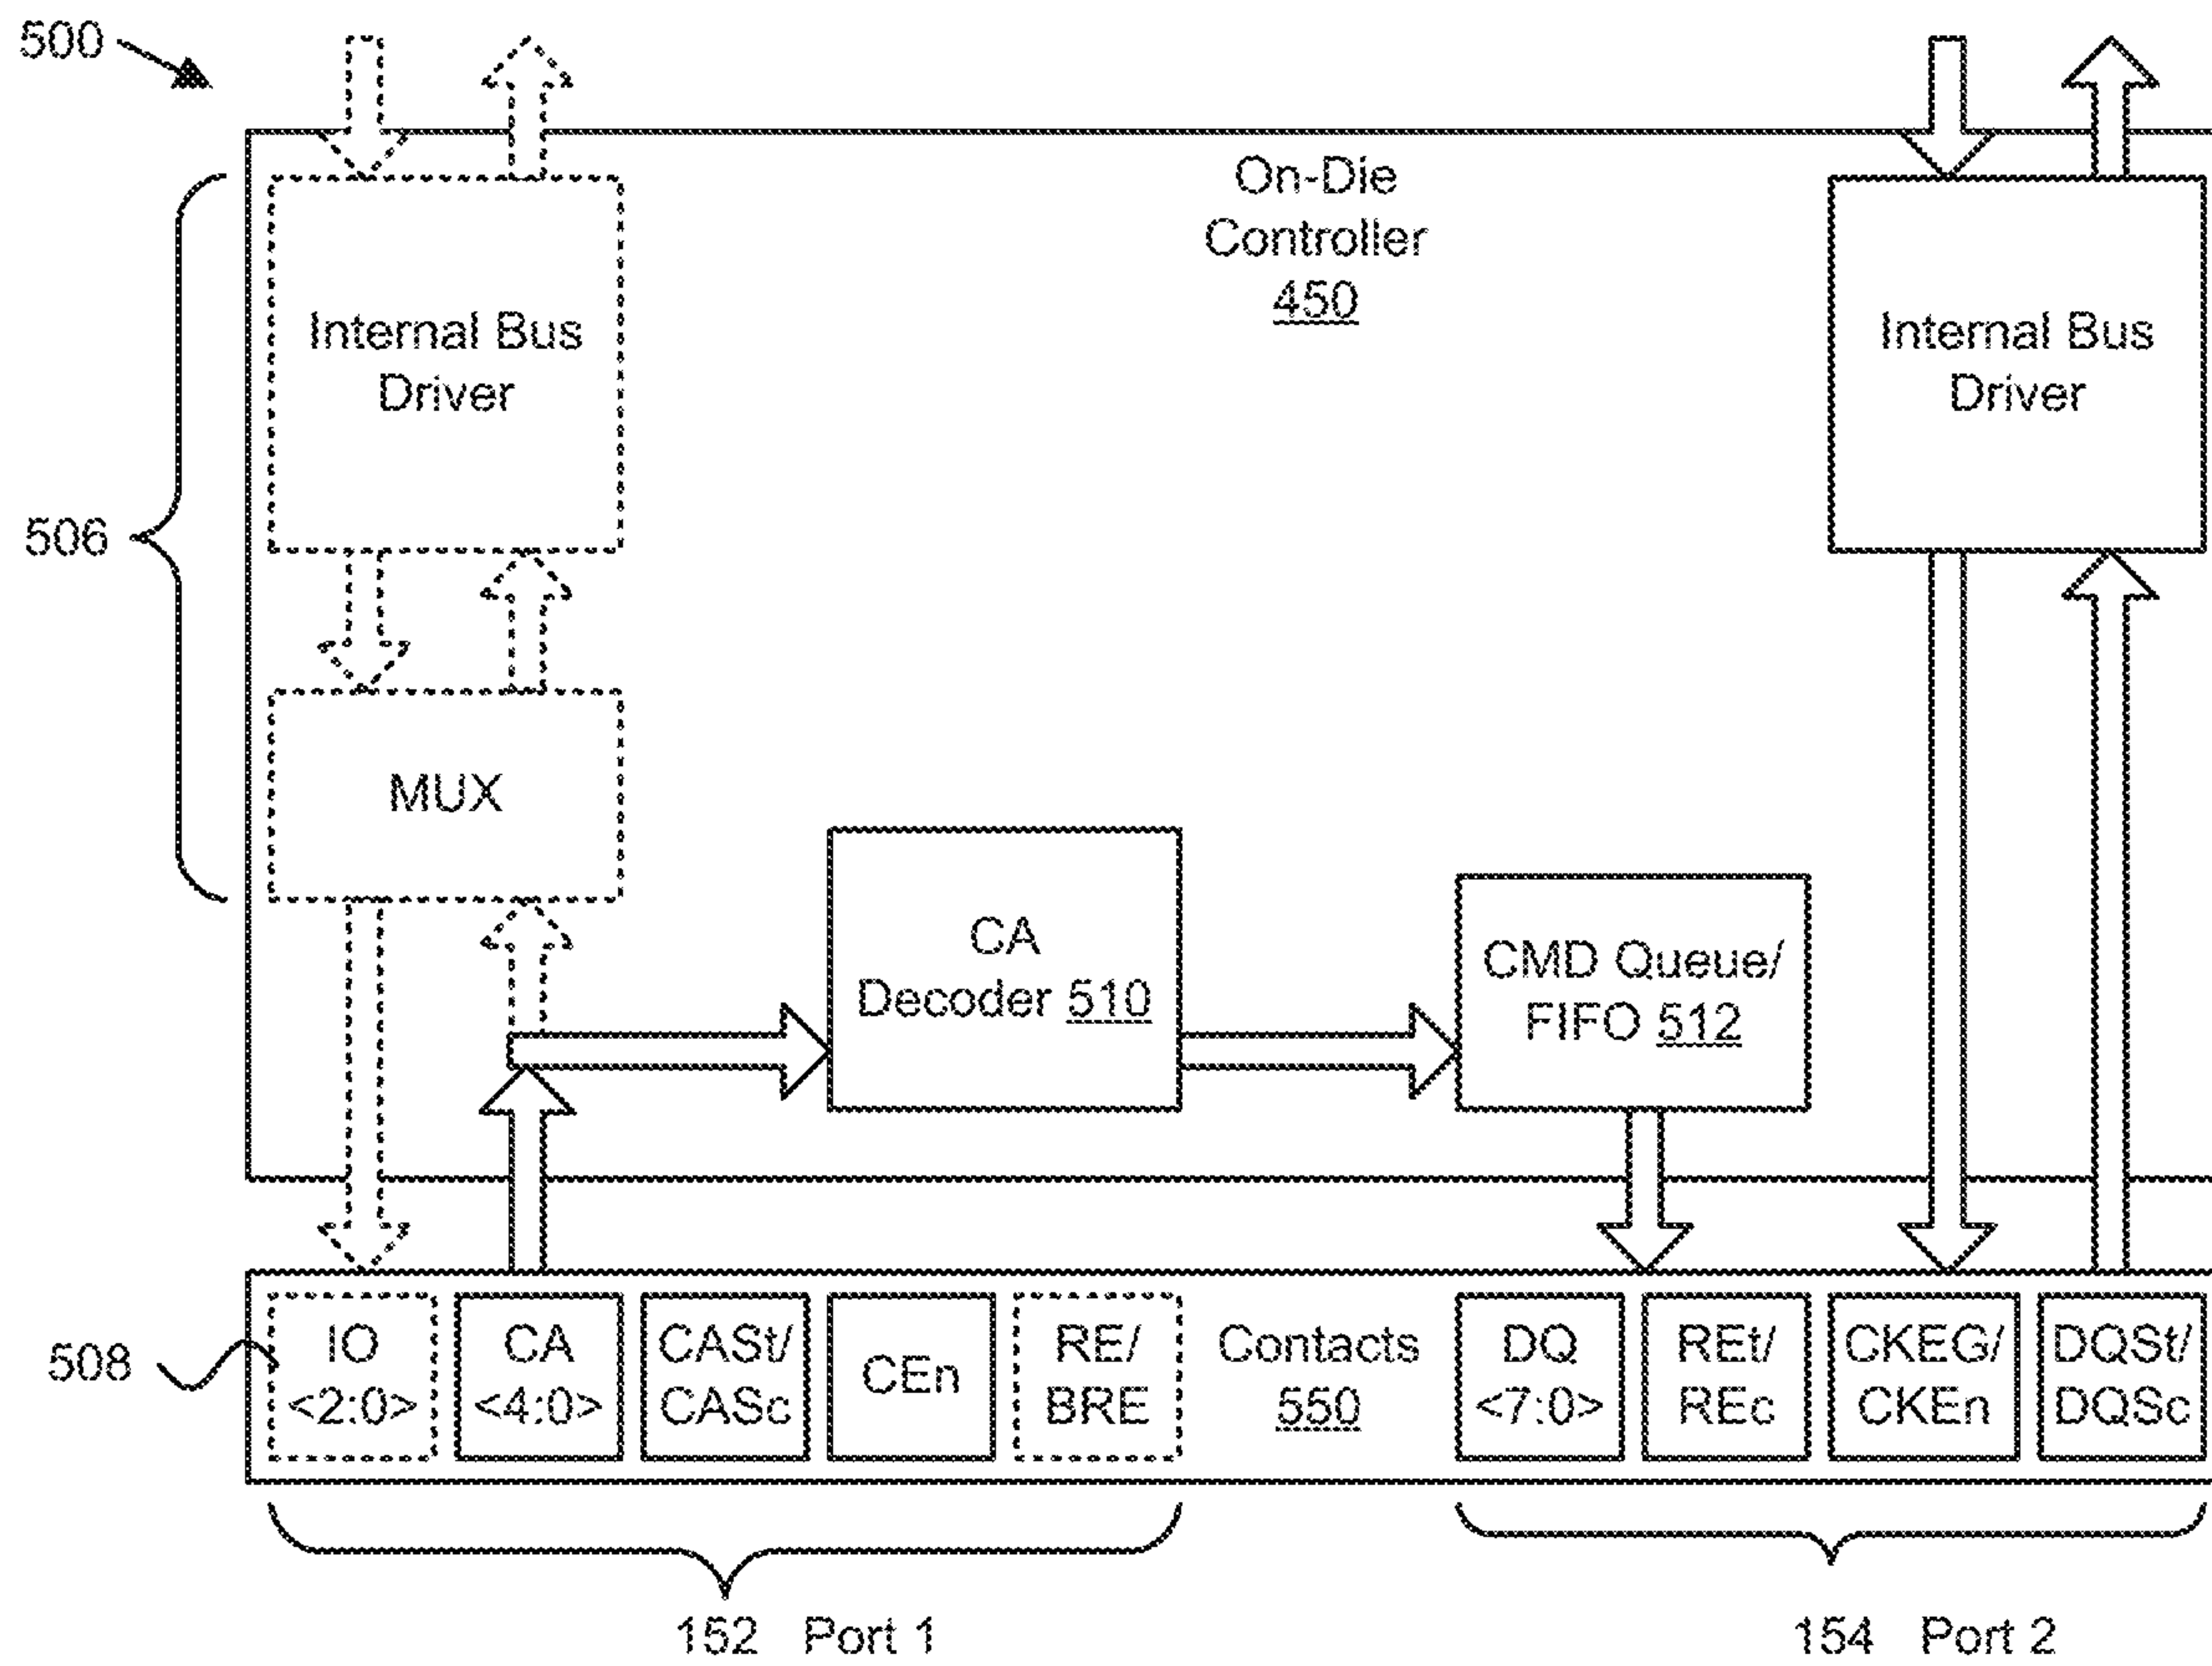 500
On-Die
Controller
450
Internal Bus
Driver
Internal Bus
Driver
506
MUX
CA
Decoder 510
CMD Queue/
FIFO 512
508
IO
<2:0>
CA
<4:0>
CASt/
CASc
CEn
RE/
BRE
Contacts
550
DQ
<7:0>
REt/
REc
CKEG/
CKEn
DQSt/
DQSc
152 Port 1
154 Port 2